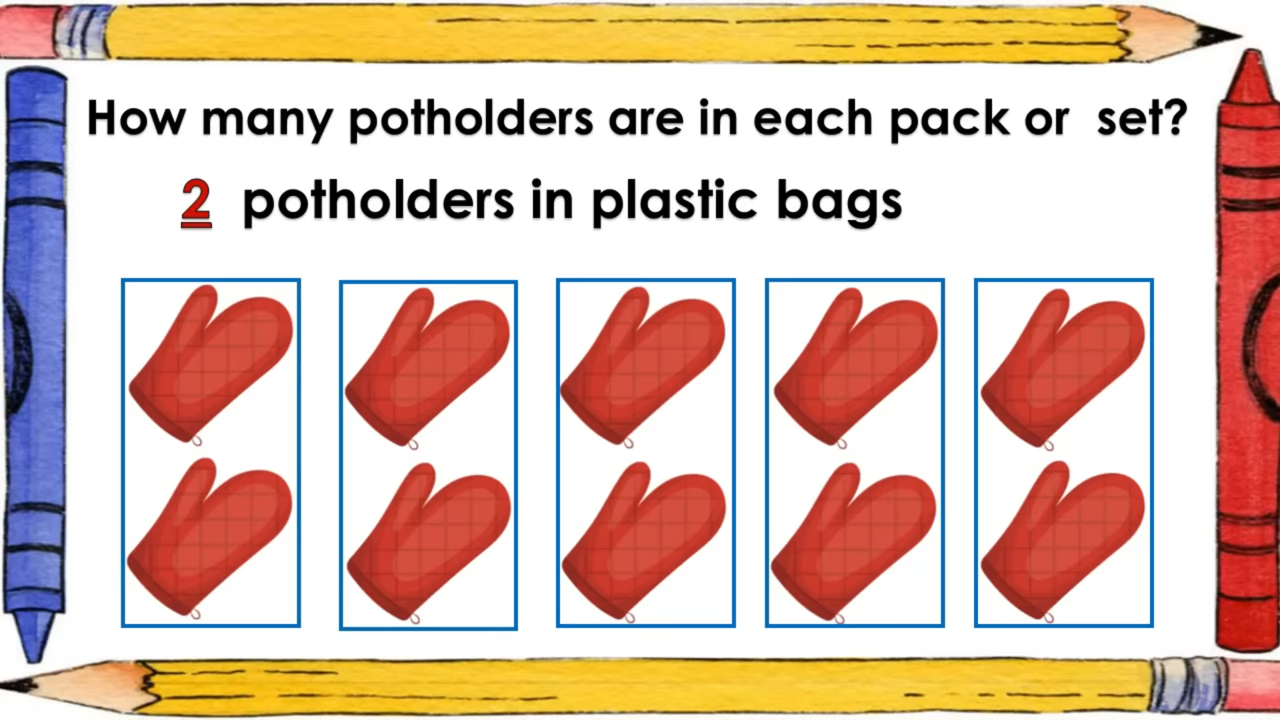 How many potholders are in each pack or set?
2 potholders in plastic bags